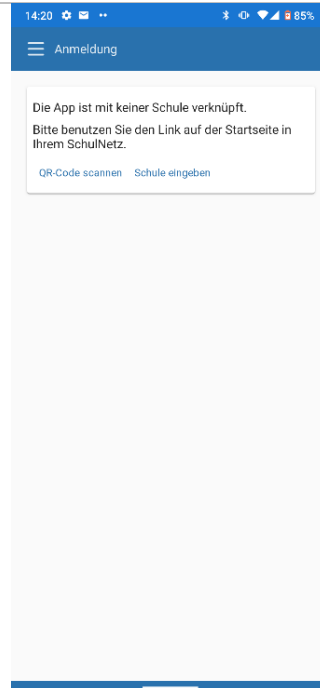 14:20
85%
Anmeldung
Die App ist mit keiner Schule verknüpft.
Bitte benutzen Sie den Link auf der Startseite in
Ihrem SchulNetz.
QR-Code scannen Schule eingeben